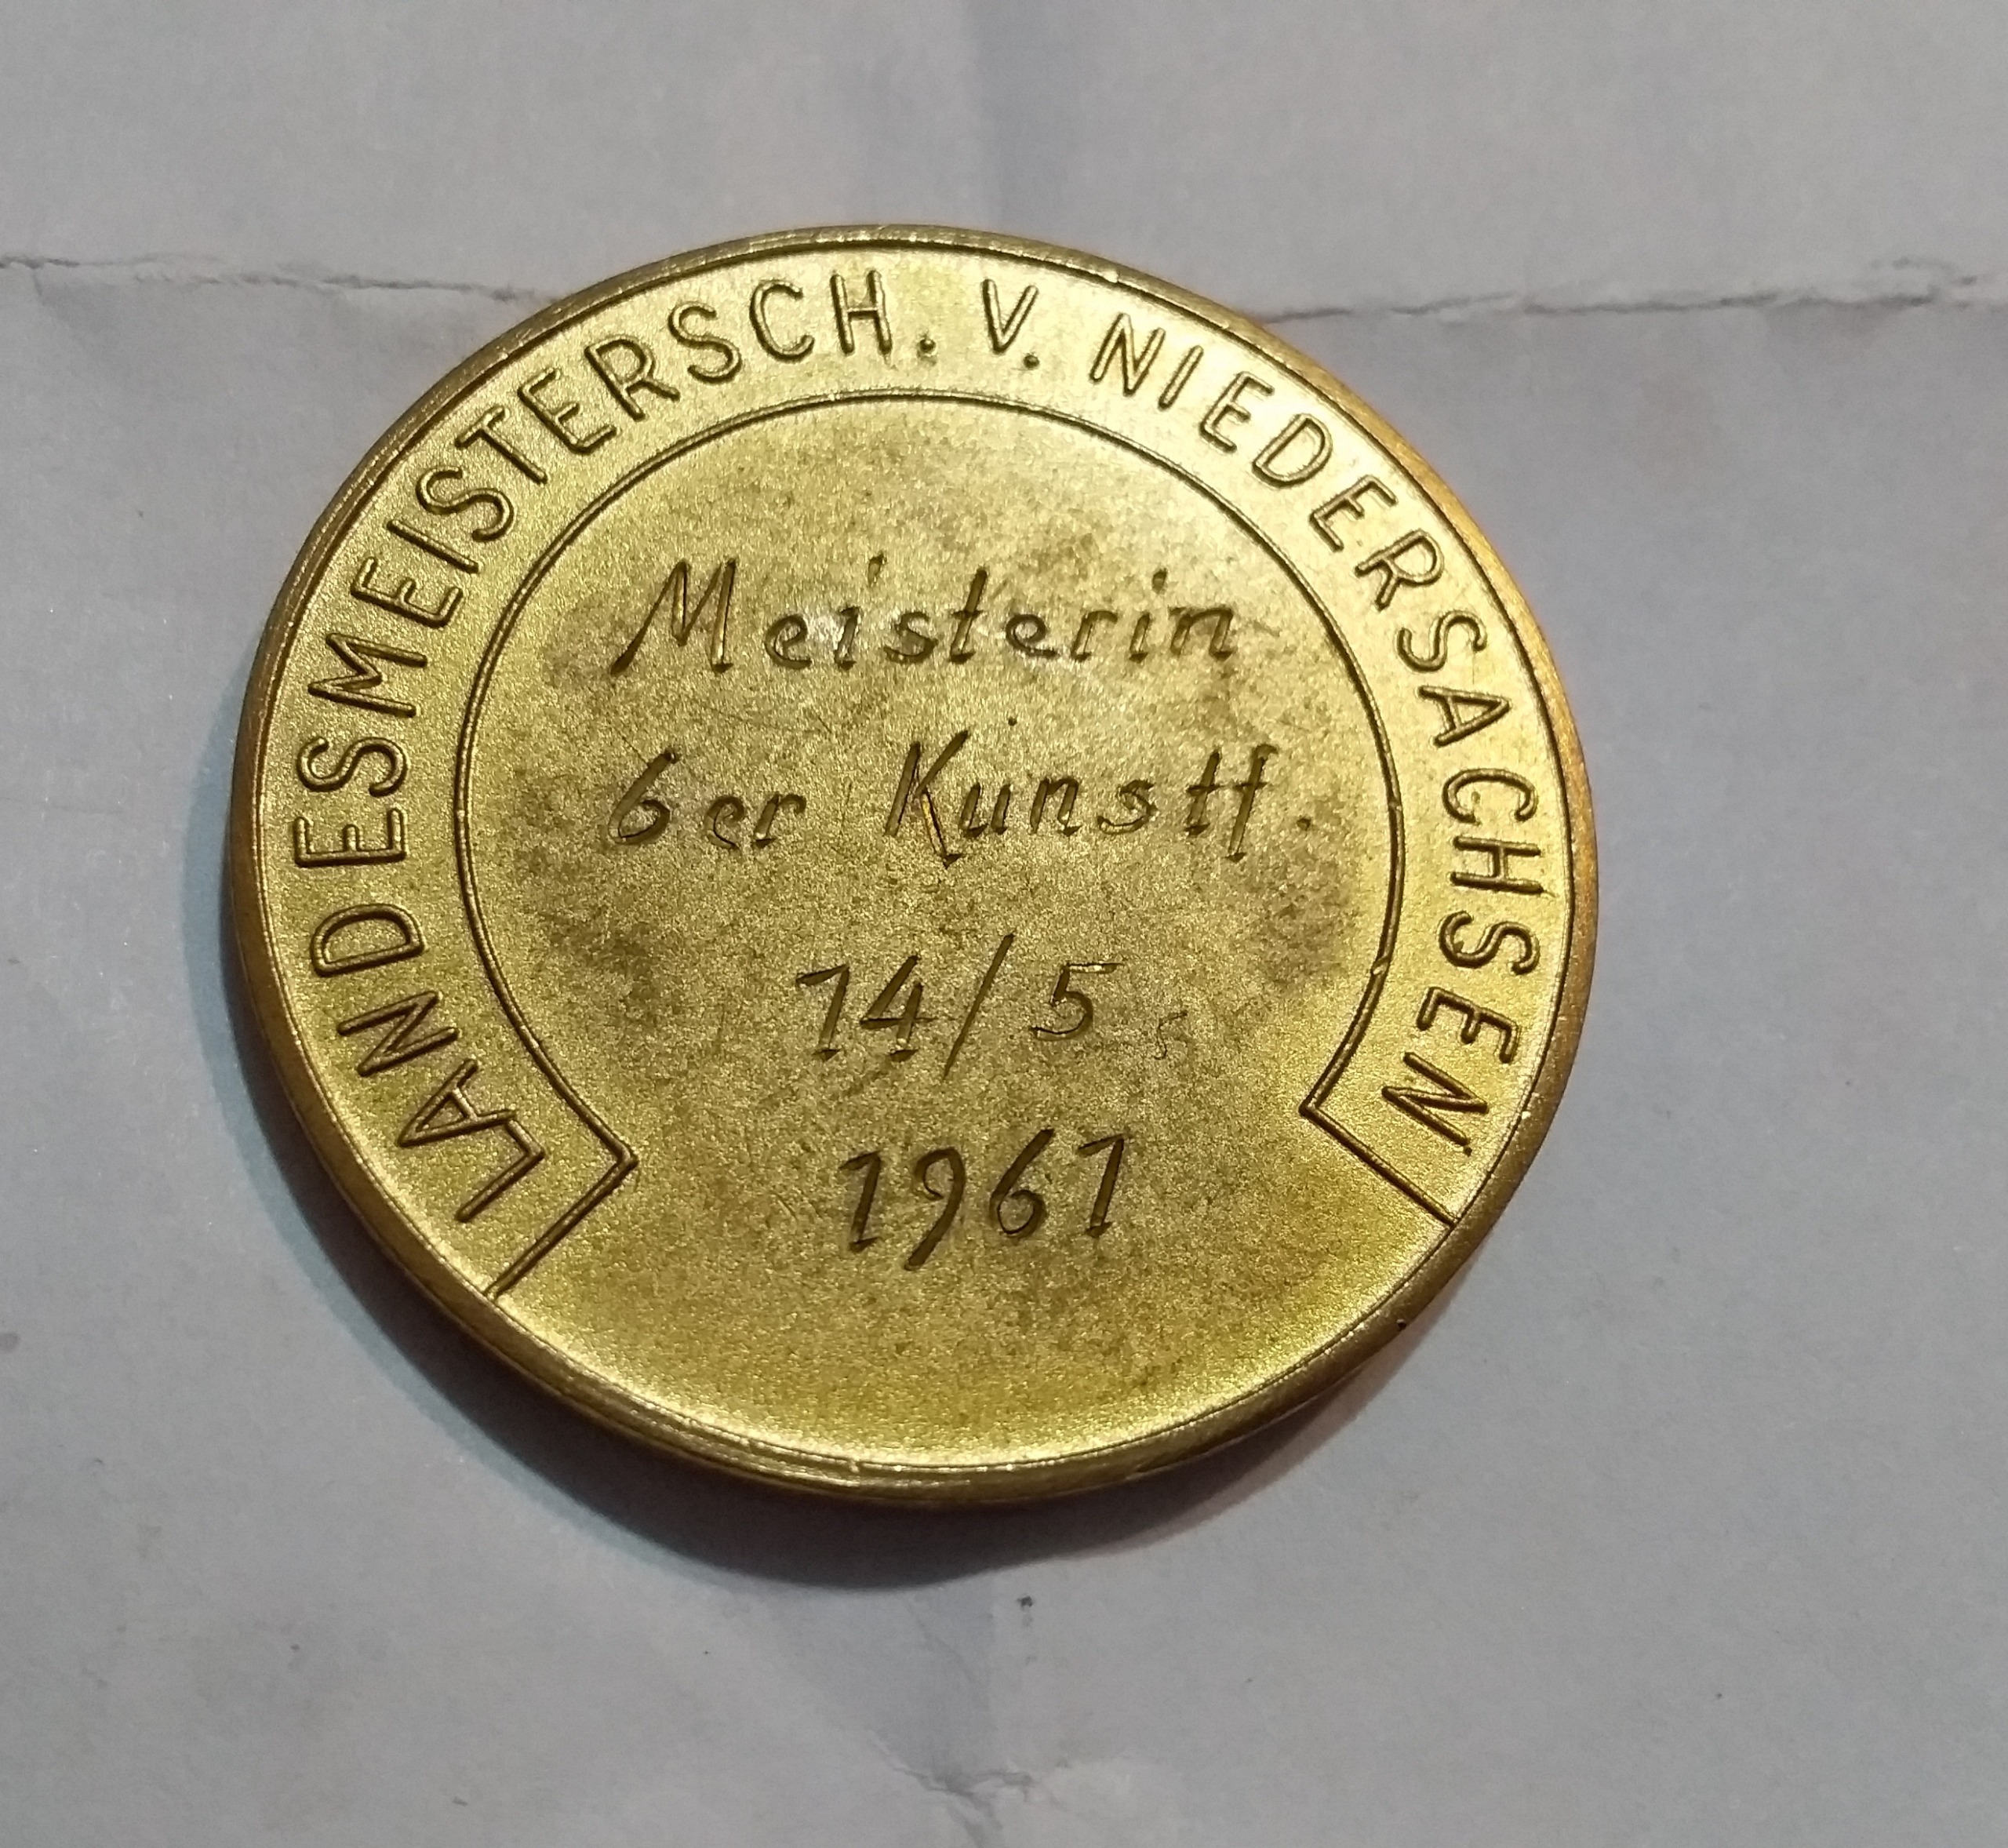 LANDESMEISTERSCH. V. NIEDERSACHSEN
Meisterin
6er Kunstf.
14/5
1961